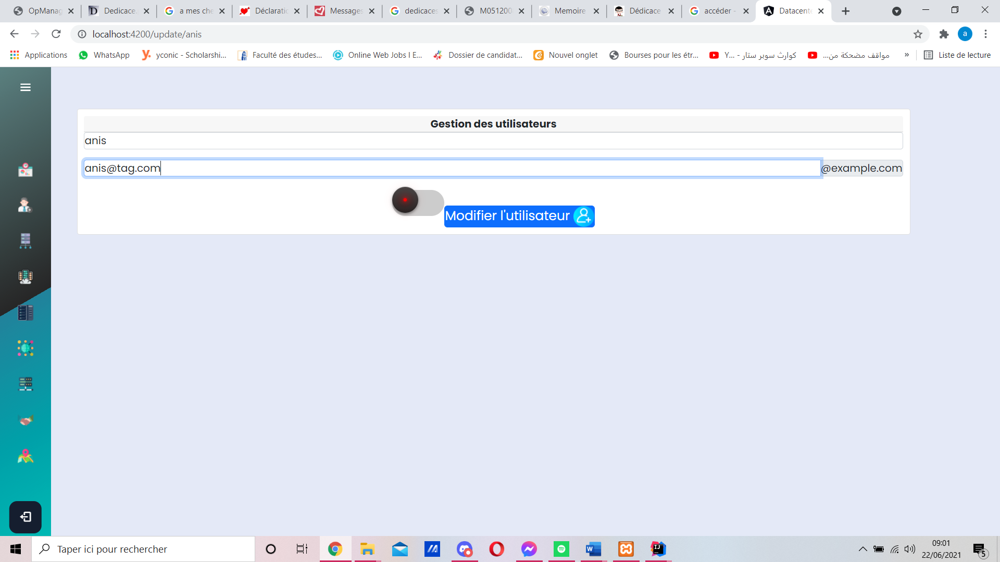 OpManag
Dedicace
a mes che
Déclaratic
Messages
dedicaces
M051200
Memoire
Dédicace
accéder -
Datacente
localhost:4200/update/anis
a
Applications
WhatsApp
yconic - Scholarshi...
Faculté des études...
Online Web Jobs I E...
Dossier de candidat...
Nouvel onglet
Bourses pour les étr...
Y... - كوارث سوبر ستار
مواقف مضحكة من...
»
Liste de lecture
Gestion des utilisateurs
anis
anis@tag.com
@example.com
Modifier l'utilisateur
Taper ici pour rechercher
09:01
22/06/2021
5